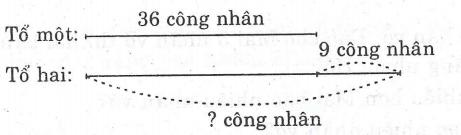 36 công nhân
Tổ một:
9 công nhân
Tổ hai:
? công nhân